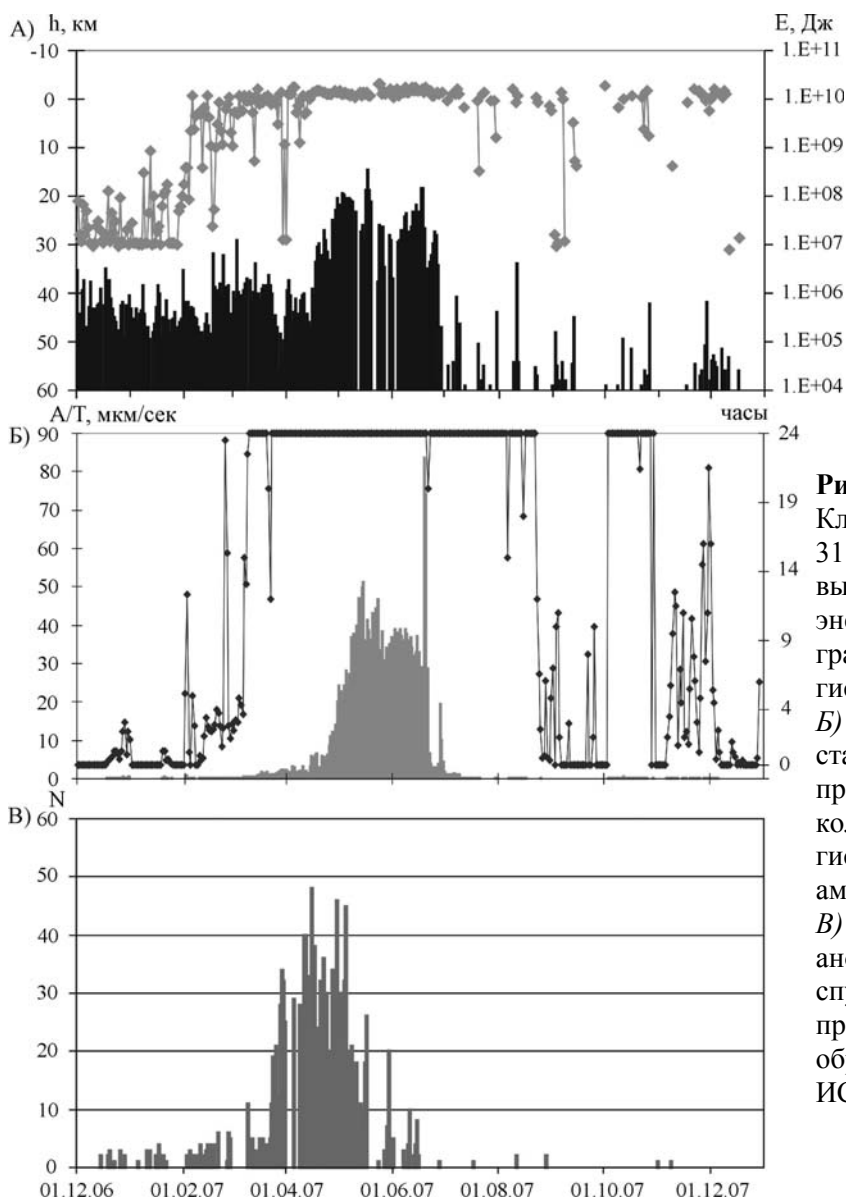 А) h, км
E, Дж
-10
0
10
20
30
40
50
60
1.E+11
1.E+10
1.E+09
1.E+08
1.E+07
1.E+06
1.E+05
1.E+04
Б) A/T, мкм/сек
часы
90
80
70
60
50
40
30
20
10
0
24
19
14
9
4
0
В) N
60
50
40
30
20
10
0
01.12.06 01.02.07 01.04.07 01.06.07 01.08.07 01.10.07 01.12.07
Ри
Кл
31
вы
эне
гра
гис
Б)
ста
пр
кол
гис
ам
В)
ано
сп
пр
обр
ИС